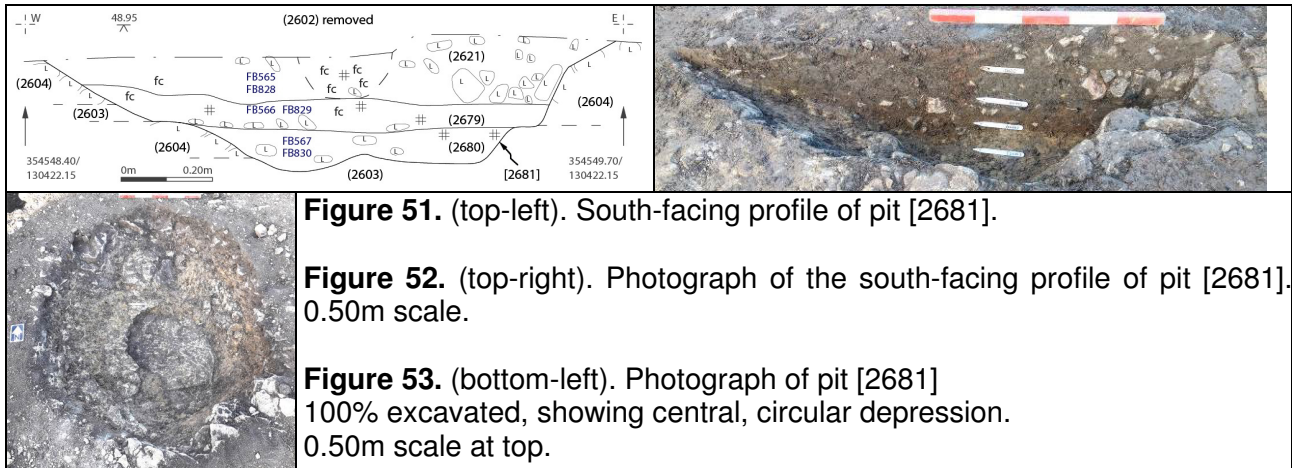 W 48.95 (2602) removed E
(2621)
fc fc fc
(2604) fc FB565 fc fc
fc FB828 fc (2604)
(2603) FB566 FB829 fc (2679)
(2604) FB567 (2680)
FB830
354548.40/ 0m 0.20m (2603) [2681] 354549.70/
130422.15 130422.15
Figure 51. (top-left). South-facing profile of pit [2681].
Figure 52. (top-right). Photograph of the south-facing profile of pit [2681].
0.50m scale.
Figure 53. (bottom-left). Photograph of pit [2681]
100% excavated, showing central, circular depression.
0.50m scale at top.